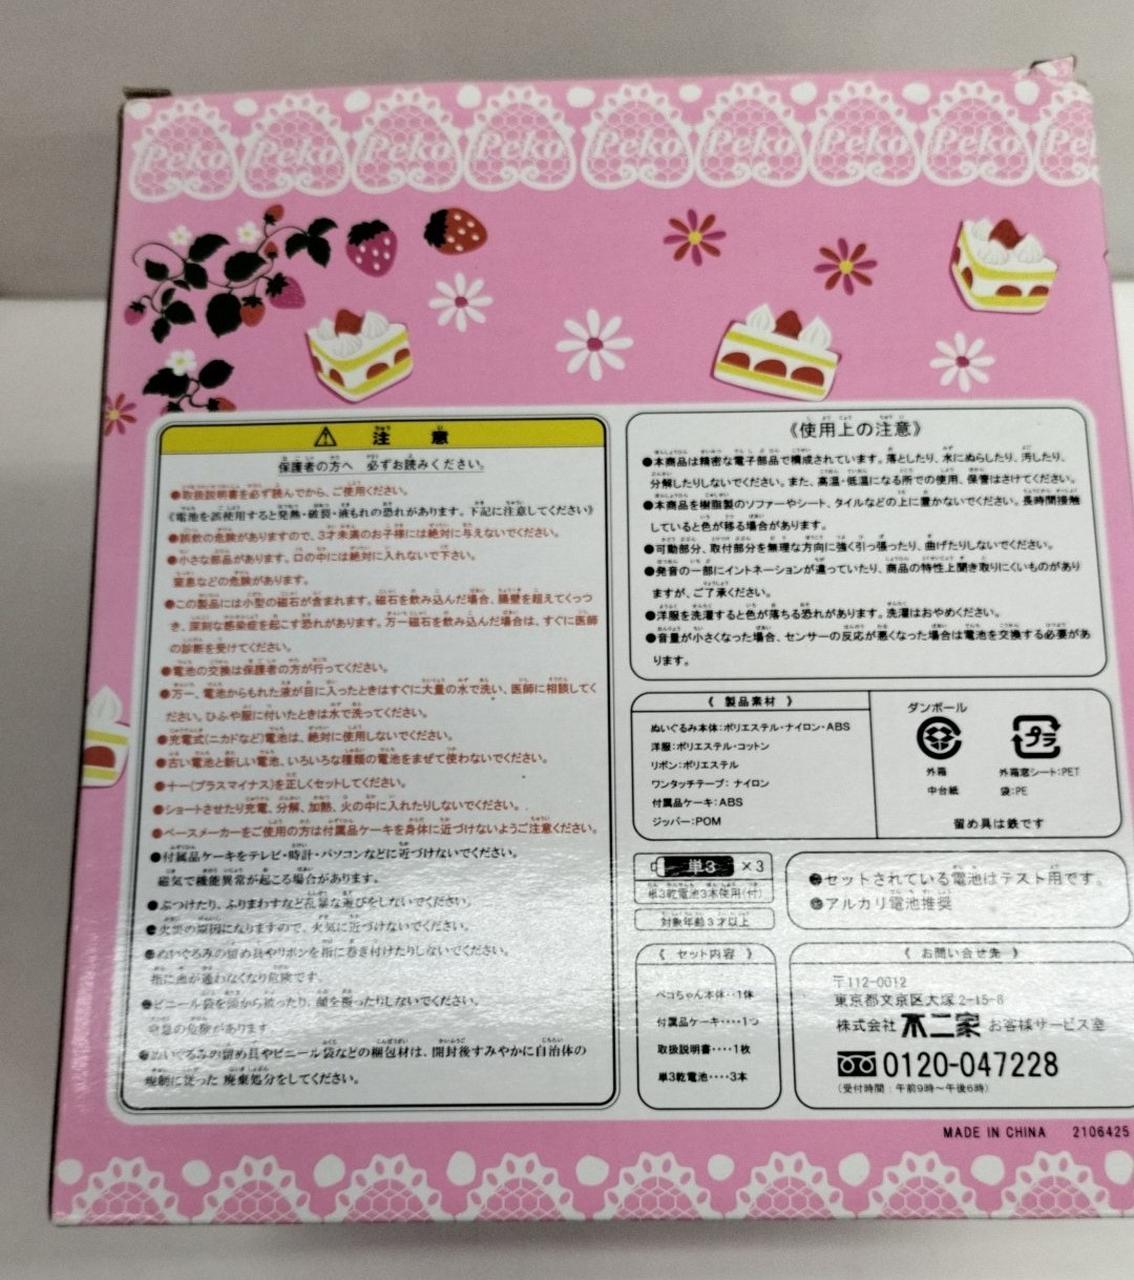 Peko Peko Peko Peko Peko Peko Peko Peko Pe
注意
保護者の方へ 必ずお読みください。
●取扱説明書を必ず読んでから、ご使用ください。
《電池を誤使用すると発熱・破裂・液もれの恐れがあります。下記に注意してください》
●誤飲の危険がありますので、3才未満のお子様には絶対に与えないで下さい。
●小さな部品があります。口の中には絶対に入れないで下さい。
窒息などの危険があります。
●この製品には小型の磁石が含まれます。磁石を飲み込んだ場合、腸壁を超えてくっつ
き、深刻な感染症を起こす恐れがあります。万一磁石を飲み込んだ場合は、すぐに医師
の診断を受けてください。
●電池の交換は保護者の方が行ってください。
●万一、電池からもれた液が目に入ったときはすぐに大量の水で洗い、医師に相談してく
ださい。ひふや服に付いたときは水で洗ってください。
●充電式(ニカドなど)電池は、絶対に使用しないでください。
●古い電池と新しい電池、いろいろな種類の電池をまぜて使わないでください。
●+-(プラスマイナス)を正しくセットしてください。
●ショートさせたり充電、分解、加熱、火の中に入れたりしないでください。
●ペースメーカーをご使用の方は付属品ケーキを身体に近づけないようご注意ください。
●付属品ケーキをテレビ・時計・パソコンなどに近づけないでください。
磁気で機能異常が起こる場合があります。
●ぶつけたり、ふりまわすなど乱暴な遊びをしないでください。
●火災の原因になりますので、火気に近づけないでください。
●ぬいぐるみの留め具やリボンを指に巻き付けたりしないでください。
指に血が通わなくなり危険です。
●ビニール袋を頭から被ったり、顔を覆ったりしないでください。
窒息の危険があります。
●ぬいぐるみの留め具やビニール袋などの梱包材は、開封後すみやかに自治体の
規制に従った 廃棄処分をしてください。
《使用上の注意》
●本商品は精密な電子部品で構成されています。落としたり、水にぬらしたり、汚したり、
分解したりしないでください。また、高温・低温になる所での使用、保管はさけてください。
●本商品を樹脂製のソファーやシート、タイルなどの上に置かないでください。長時間接触
していると色が移る場合があります。
●可動部分、取付部分を無理な方向に強く引っ張ったり、曲げたりしないでください。
●発音の一部にイントネーションが違っていたり、商品の特性上聞き取りにくいものがあり
ますが、ご了承ください。
●洋服を洗濯すると色が落ちる恐れがあります。洗濯はおやめください。
●音量が小さくなった場合、センサーの反応が悪くなった場合は電池を交換する必要があ
ります。
《 製品素材 》
ぬいぐるみ本体:ポリエステル・ナイロン・ABS
洋服:ポリエステル・コットン
リボン:ポリエステル
ワンタッチテープ: ナイロン
付属品ケーキ:ABS
ジッパー:POM
ダンボール
プラ
外箱
中台紙
外箱窓シート:PET
袋:PE
留め具は鉄です
単3 ×3
単3乾電池3本使用(付)
対象年齢3才以上
●セットされている電池はテスト用です。
●アルカリ電池推奨
《 セット内容 》
ペコちゃん本体・・1体
付属品ケーキ・・・・1つ
取扱説明書・・・・1枚
単3乾電池・・・・3本
《 お問い合せ先 》
〒112-0012
東京都文京区大塚2-15-6
株式会社 不二家 お客様サービス室
0120-047228
(受付時間:午前9時〜午後5時)
MADE IN CHINA 2106425